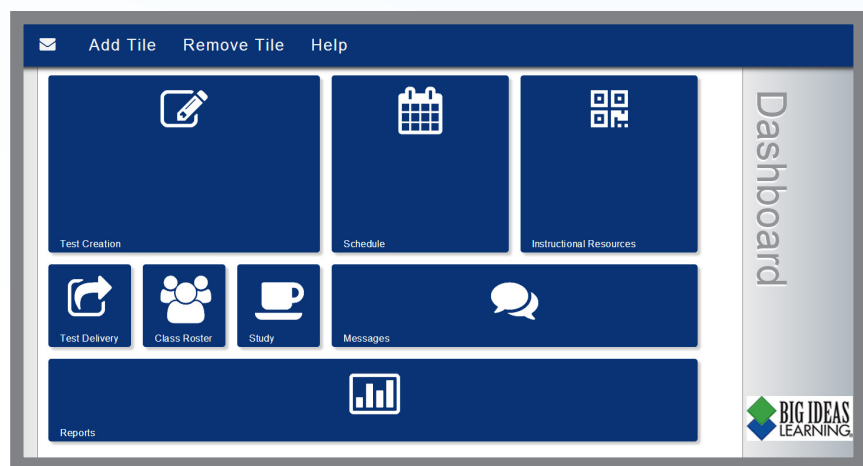 Add Tile Remove Tile Help
Test Creation
Schedule
Instructional Resources
Test Delivery
Class Roster
Study
Messages
Reports
Dashboard
BIG IDEAS
LEARNING®